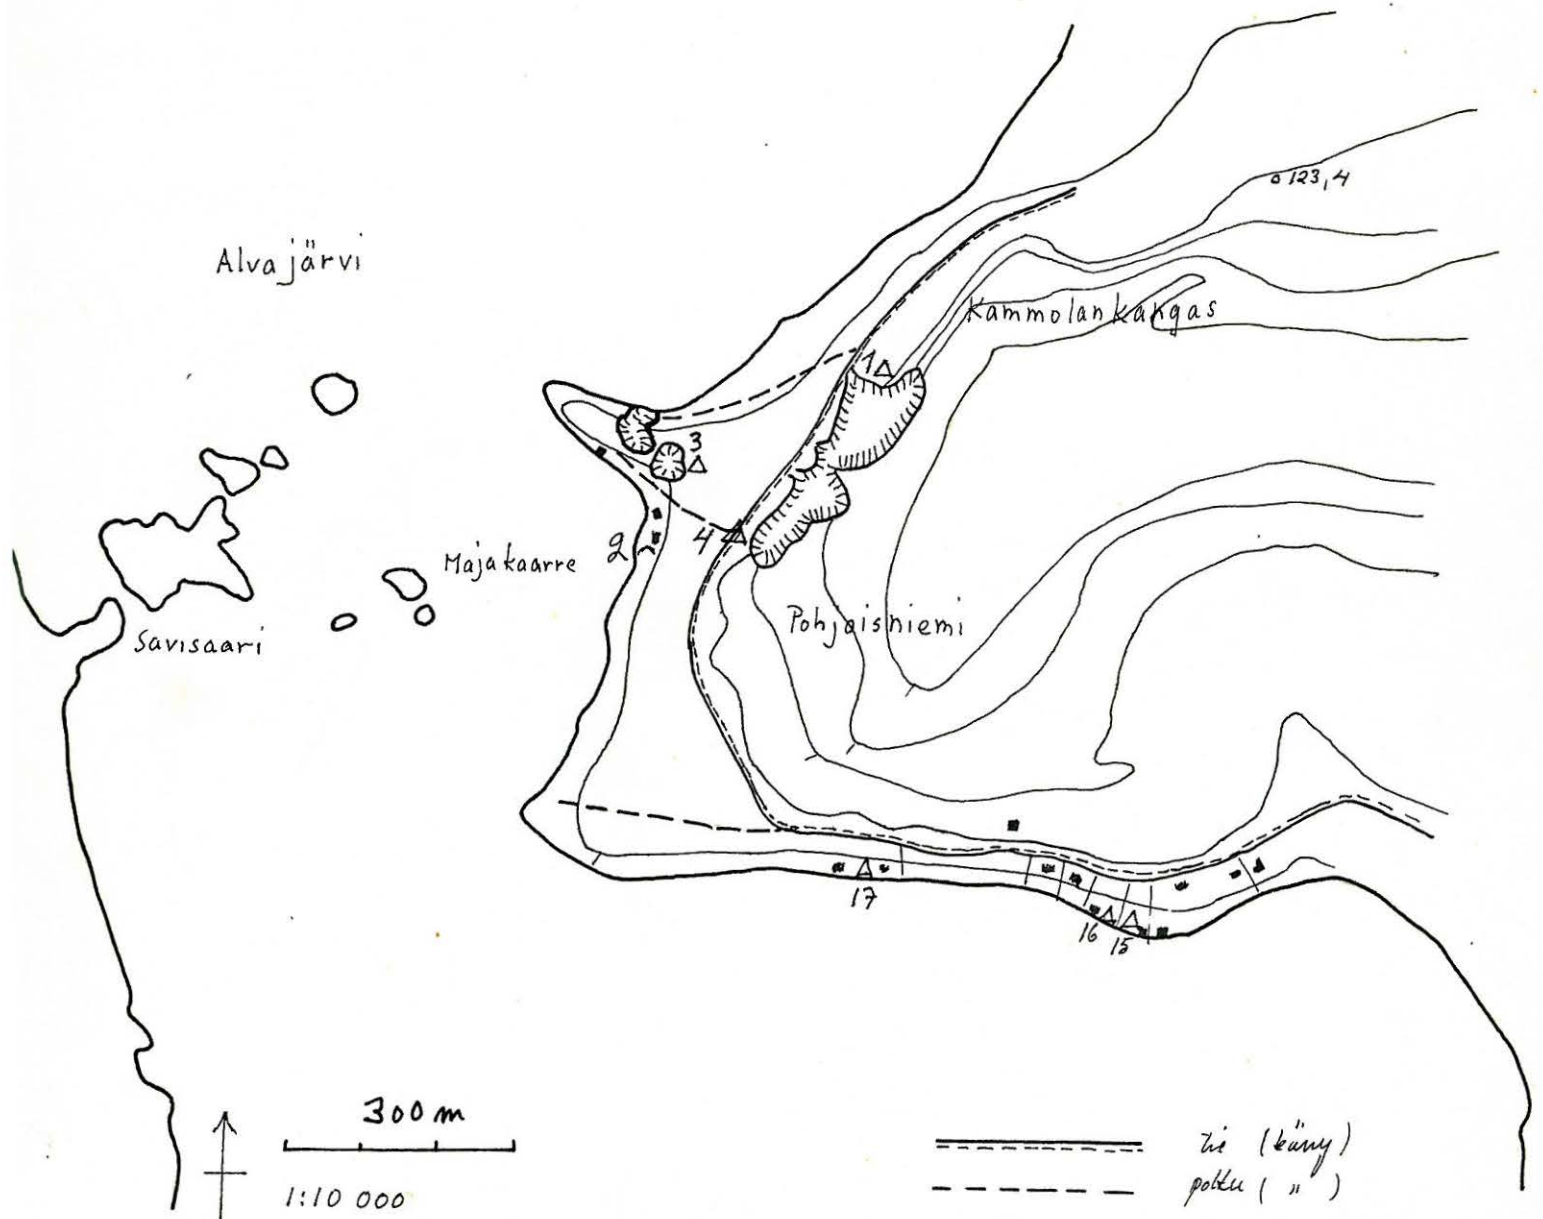 123,4
Alvajärvi
Kammolankangas
1
3
2
4
Majakaarre
Pohjoisniemi
Savisaari
17
16
15
300 m
1:10 000
tie (käny)
polku ( " )